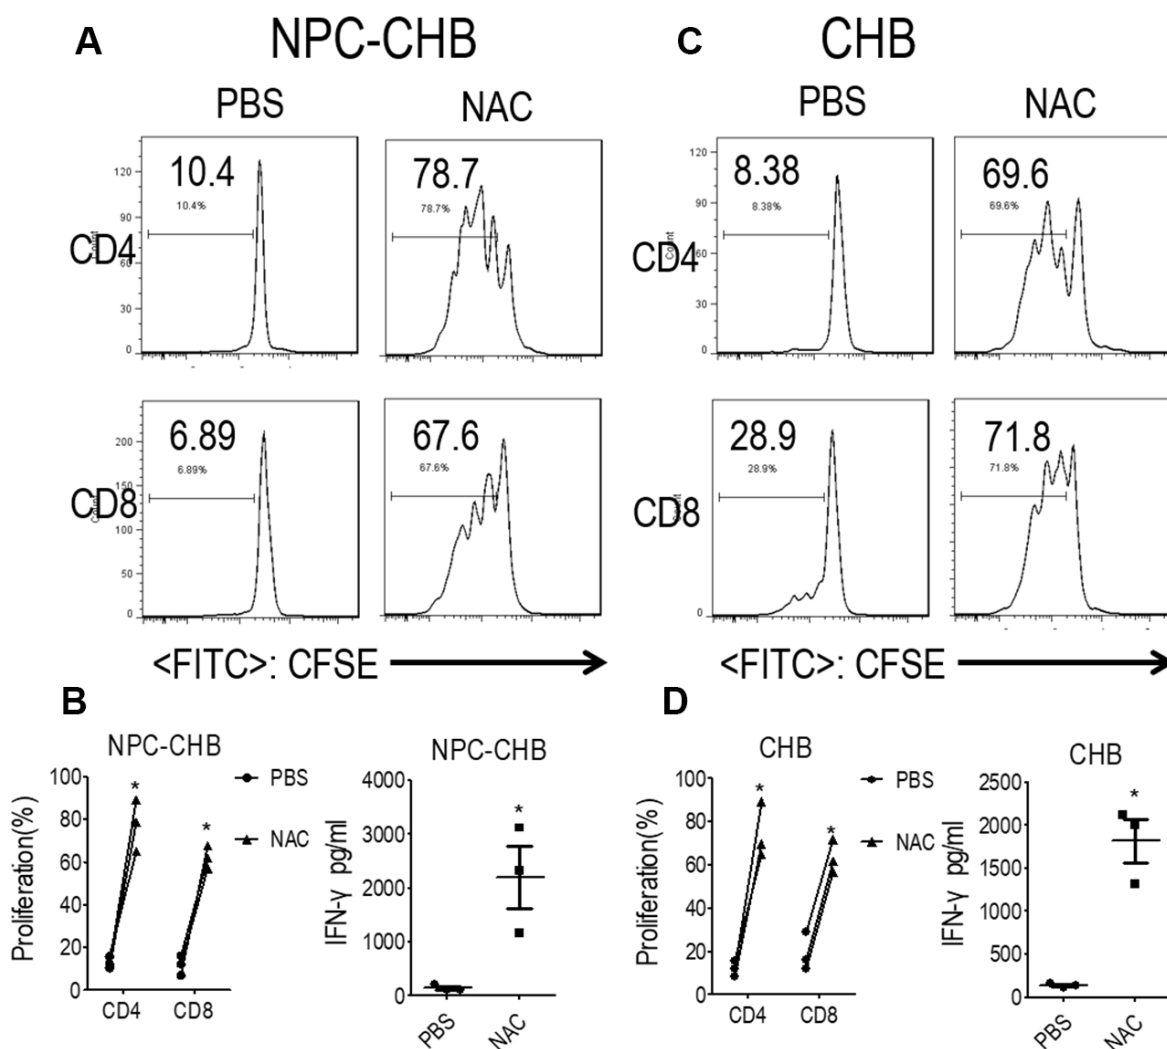 A
NPC-CHB
C
CHB
PBS
NAC
PBS
NAC
120
90
60
30
0
Count
CD4
10.4
10.4%
78.7
78.7%
120
90
60
30
0
Count
CD4
8.38
8.38%
69.6
69.6%
200
150
100
50
0
Count
CD8
6.89
6.89%
67.6
67.6%
0
CD8
28.9
28.9%
71.8
71.8%
<FITC>: CFSE
<FITC>: CFSE
B
NPC-CHB
Proliferation(%)
100
80
60
40
20
0
*
*
CD4
CD8
PBS
NAC
NPC-CHB
IFN-γ pg/ml
4000
3000
2000
1000
0
*
PBS
NAC
D
CHB
Proliferation(%)
100
80
60
40
20
0
*
*
CD4
CD8
PBS
NAC
CHB
IFN-γ pg/ml
2500
2000
1500
1000
500
0
*
PBS
NAC